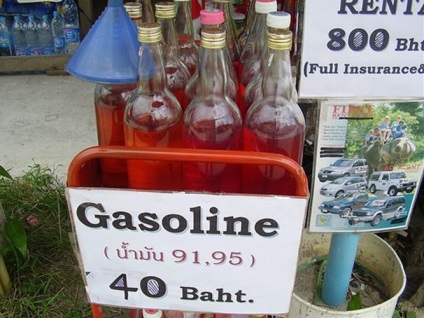 RENTA
800 Bht
(Full Insurance&
Gasoline
( น้ำมัน 91,95 )
40 Baht.